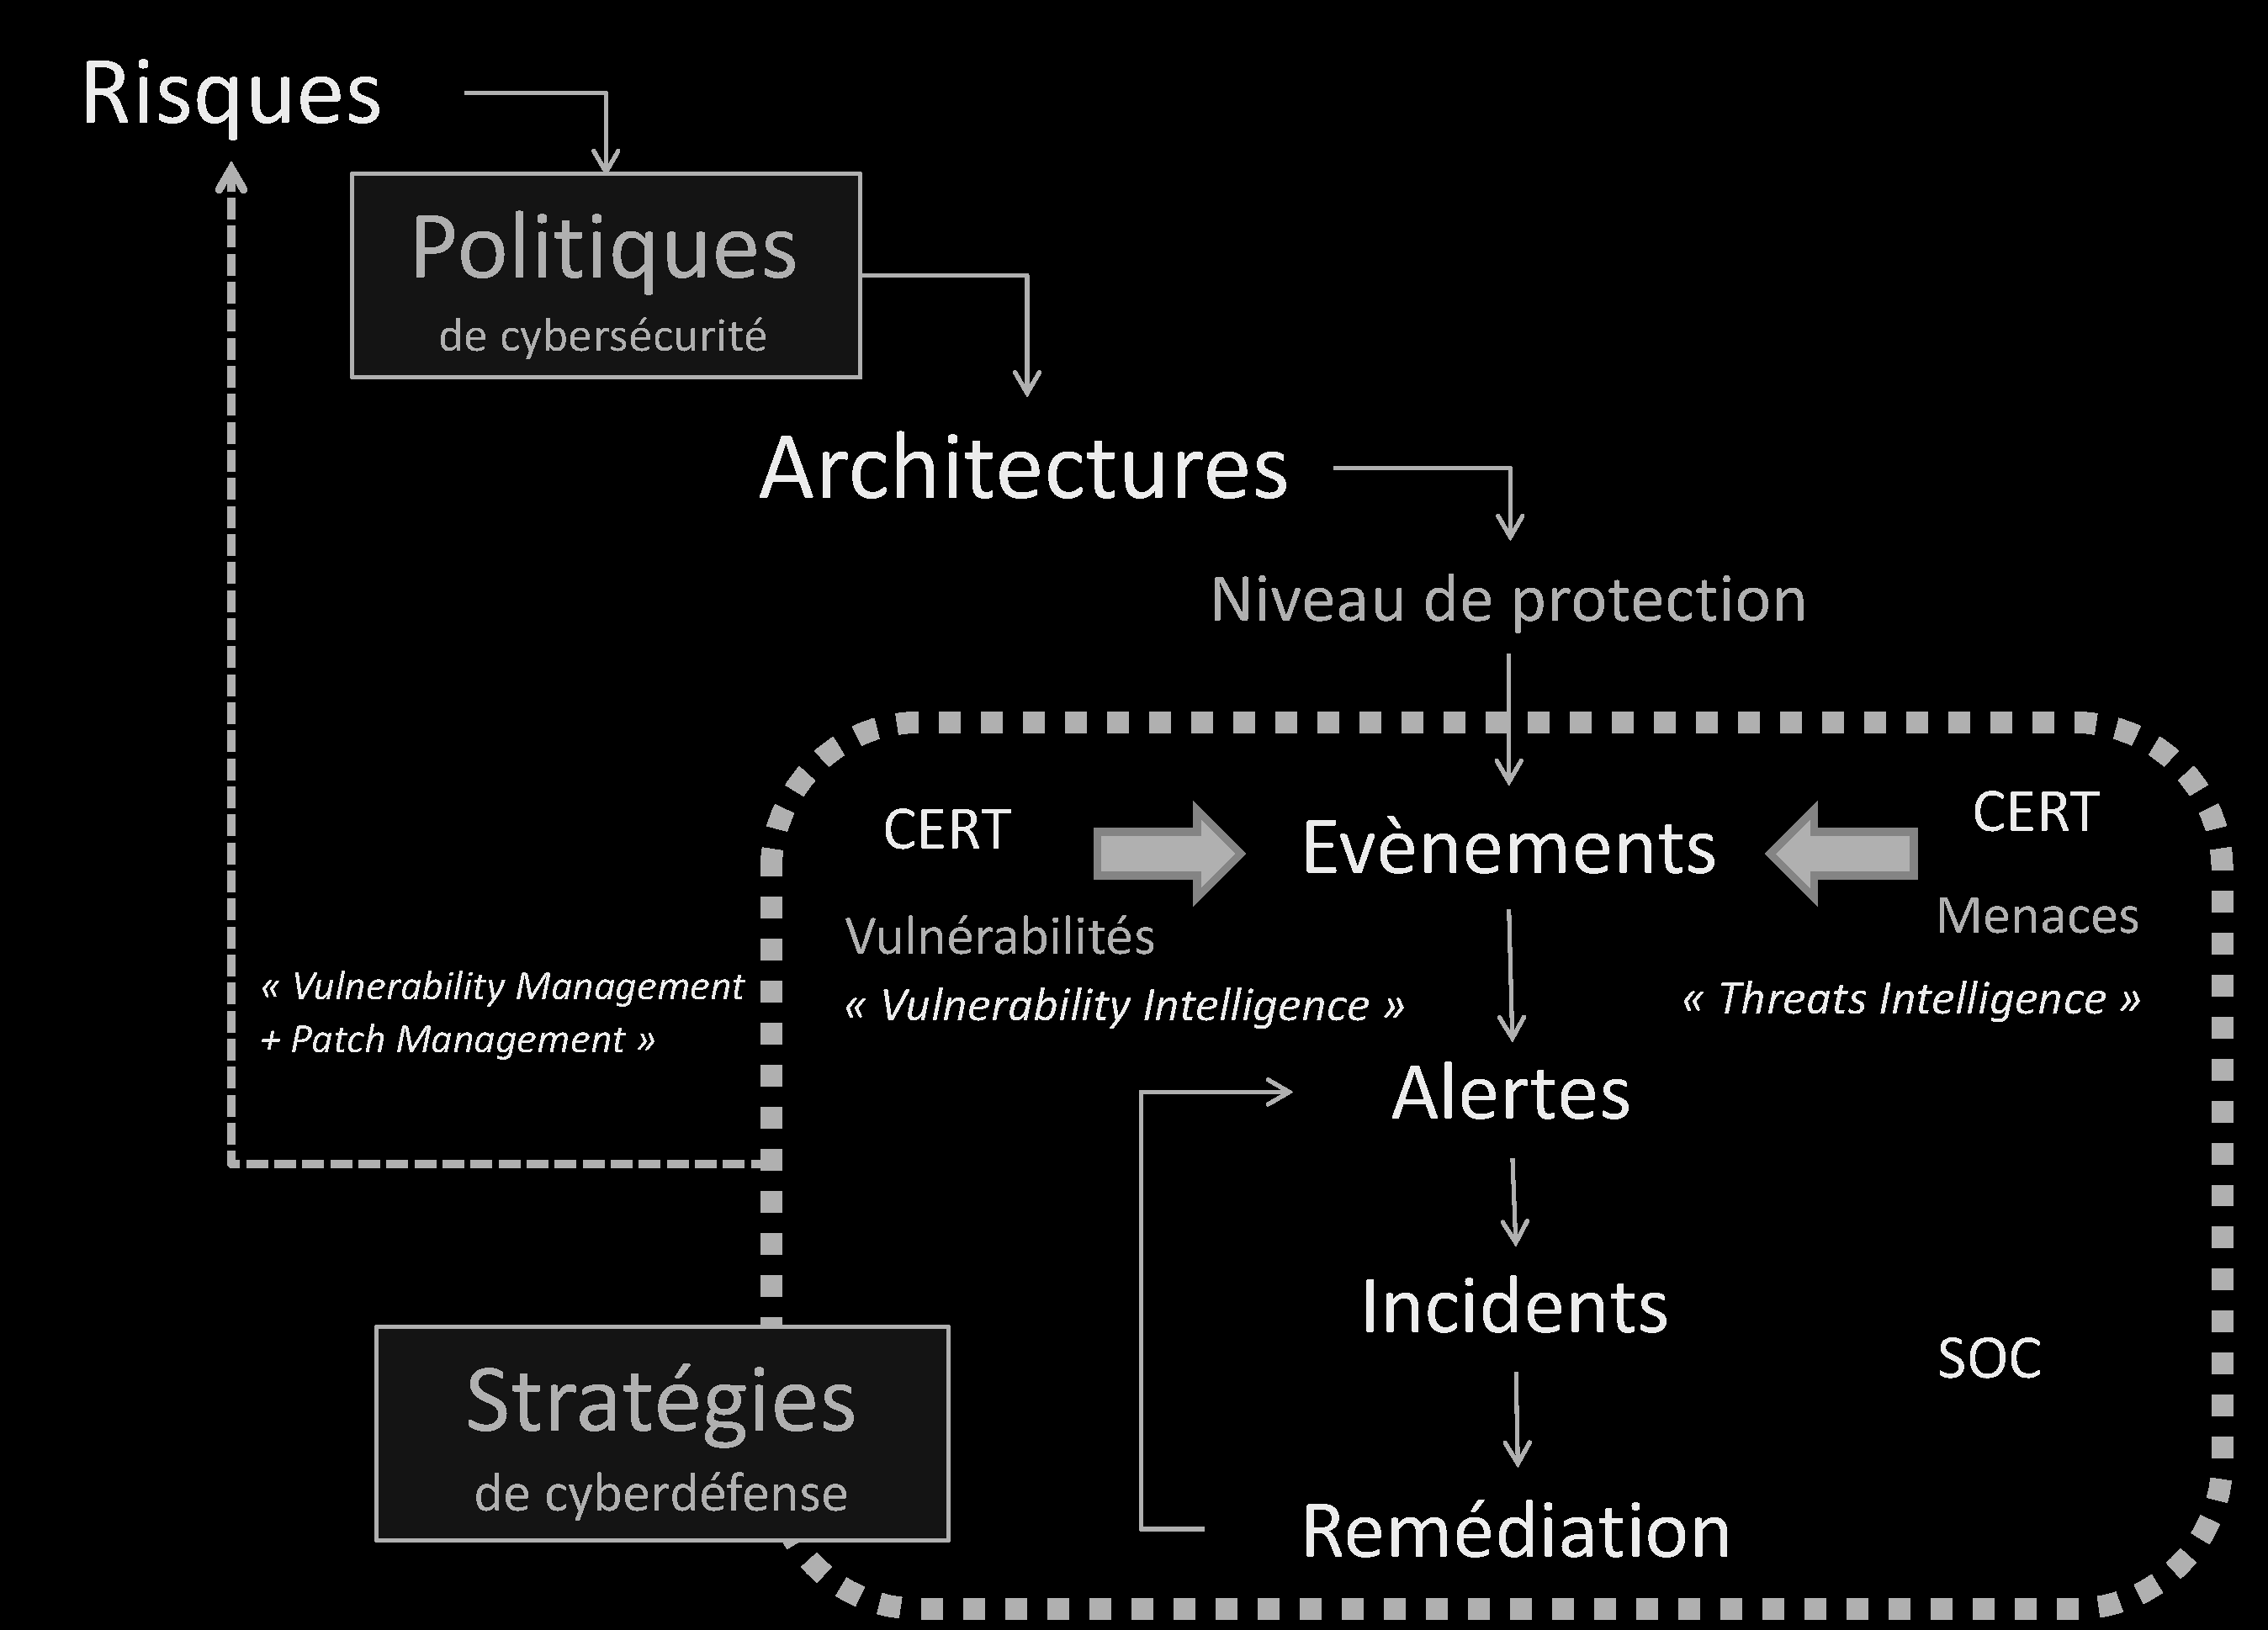 Risques
Politiques
de cybersécurité
Architectures
Niveau de protection
CERT
Evènements
CERT
Vulnérabilités
Menaces
« Vulnerability Management
+ Patch Management »
« Vulnerability Intelligence »
« Threats Intelligence »
Alertes
Incidents
SOC
Stratégies
de cyberdéfense
Remédiation